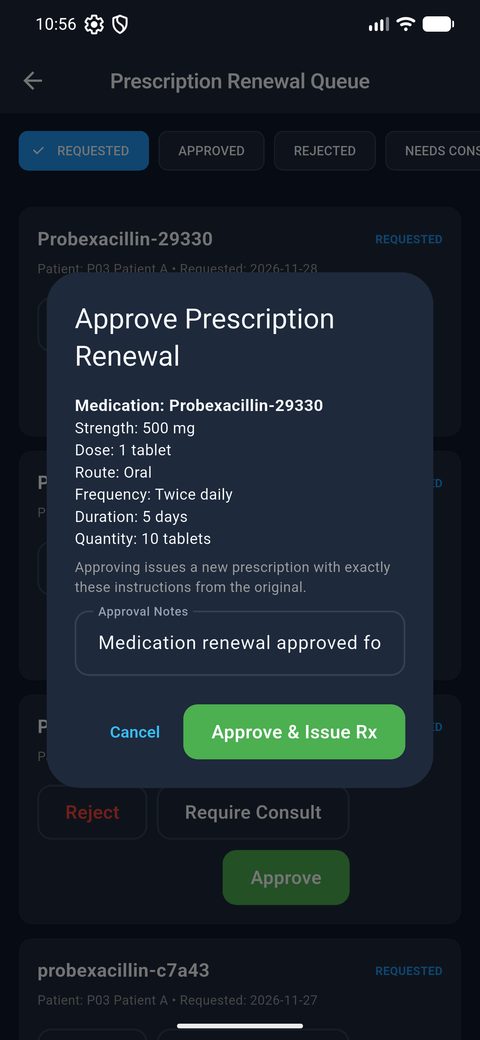 10:56
Prescription Renewal Queue
REQUESTED
APPROVED
REJECTED
NEEDS CONS
Probexacillin-29330
REQUESTED
Patient: P03 Patient A • Requested: 2026-11-28
Approve Prescription
Renewal
Medication: Probexacillin-29330
Strength: 500 mg
Dose: 1 tablet
Route: Oral
Frequency: Twice daily
Duration: 5 days
Quantity: 10 tablets
Approving issues a new prescription with exactly
these instructions from the original.
Approval Notes
Medication renewal approved fo
Cancel
Approve & Issue Rx
Reject
Require Consult
Approve
probexacillin-c7a43
REQUESTED
Patient: P03 Patient A • Requested: 2026-11-27